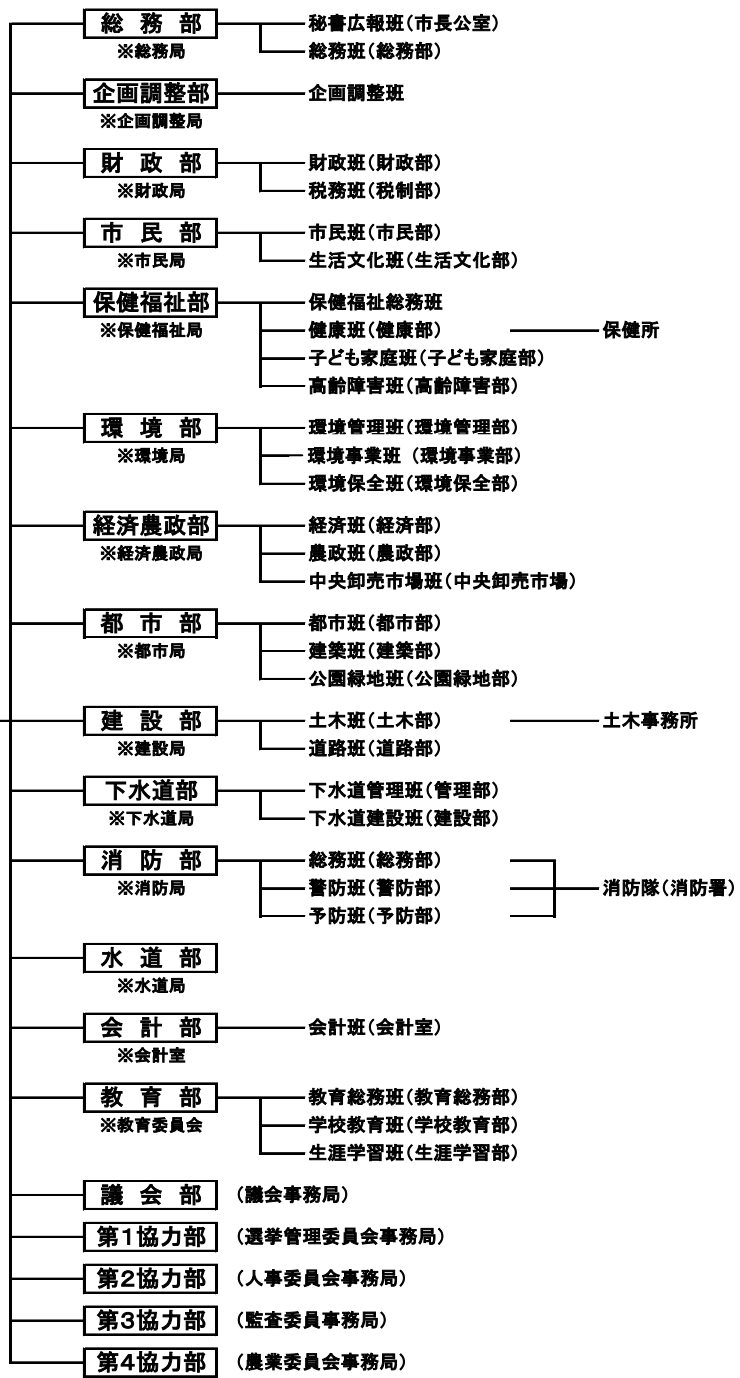 総務部 秘書広報班（市長公室）
※総務局 総務班（総務部）
企画調整部 企画調整班
※企画調整局
財政部 財政班（財政部）
※財政局 税務班（税制部）
市民部 市民班（市民部）
※市民局 生活文化班（生活文化部）
保健福祉部 保健福祉総務班
※保健福祉局 健康班（健康部） 保健所
子ども家庭班（子ども家庭部）
高齢障害班（高齢障害部）
環境部 環境管理班（環境管理部）
※環境局 環境事業班（環境事業部）
環境保全班（環境保全部）
経済農政部 経済班（経済部）
※経済農政局 農政班（農政部）
中央卸売市場班（中央卸売市場）
都市部 都市班（都市部）
※都市局 建築班（建築部）
公園緑地班（公園緑地部）
建設部 土木班（土木部） 土木事務所
※建設局 道路班（道路部）
下水道部 下水道管理班（管理部）
※下水道局 下水道建設班（建設部）
消防部 総務班（総務部）
※消防局 警防班（警防部） 消防隊（消防署）
予防班（予防部）
水道部
※水道局
会計部 会計班（会計室）
※会計室
教育部 教育総務班（教育総務部）
※教育委員会 学校教育班（学校教育部）
生涯学習班（生涯学習部）
議会部 （議会事務局）
第１協力部 （選挙管理委員会事務局）
第２協力部 （人事委員会事務局）
第３協力部 （監査委員事務局）
第４協力部 （農業委員会事務局）